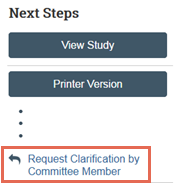 Next Steps
View Study
Printer Version
Request Clarification by
Committee Member